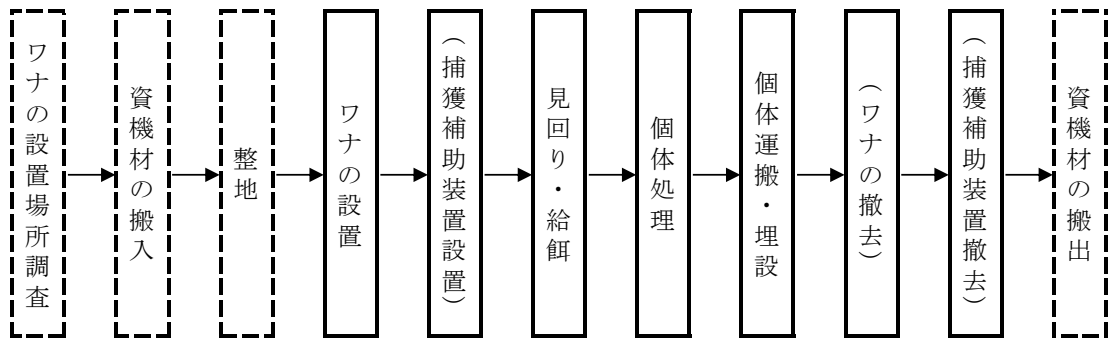 ワナの設置場所調査
資機材の搬入
整地
ワナの設置
(捕獲補助装置設置)
見回り・給餌
個体処理
個体運搬・埋設
(ワナの撤去)
(捕獲補助装置撤去)
資機材の搬出